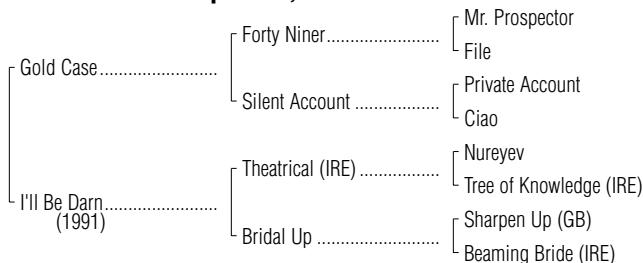 Mr. Prospector
Forty Niner
File
Gold Case
Private Account
Silent Account
Ciao
Nureyev
Theatrical (IRE)
Tree of Knowledge (IRE)
I'll Be Darn
(1991)
Sharpen Up (GB)
Bridal Up
Beaming Bride (IRE)